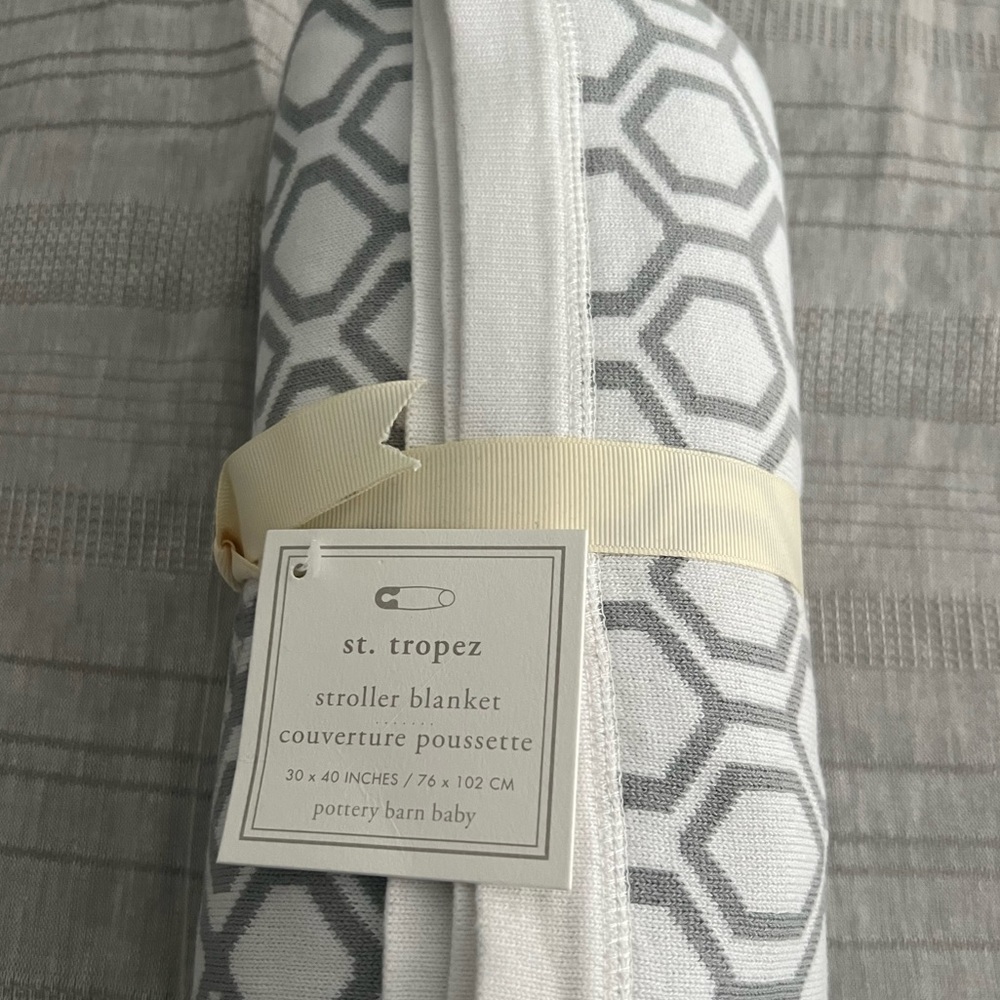 st. tropez
stroller blanket
.......
couverture poussette
30 x 40 INCHES / 76 x 102 CM
pottery barn baby